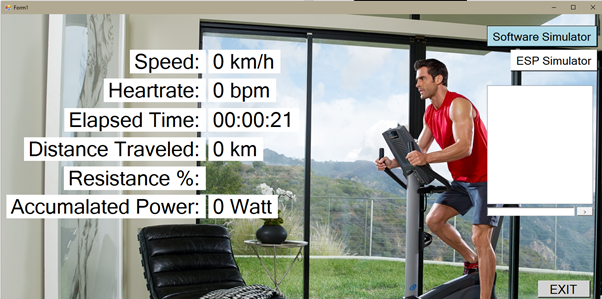 Form1
Software Simulator
ESP Simulator
Speed: 0 km/h
Heartrate: 0 bpm
Elapsed Time: 00:00:21
Distance Traveled: 0 km
Resistance %:
Accumalated Power: 0 Watt
>
EXIT